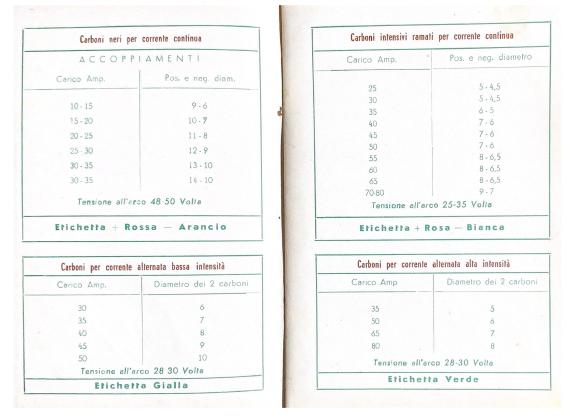 Carboni neri per corrente continua
ACCOPPIAMENTI
Carico Amp. Pos. e neg. diam.
10-15 9-6
15-20 10-7
20-25 11-8
25-30 12-9
30-35 13-10
30-35 14-10
Tensione all'arco 48-50 Volta
Etichetta + Rossa — Arancio
Carboni per corrente alternata bassa intensità
Carico Amp. Diametro dei 2 carboni
30 6
35 7
40 8
45 9
50 10
Tensione all'arco 28 30 Volta
Etichetta Gialla
Carboni intensivi ramati per corrente continua
Carico Amp. Pos. e neg. diametro
25 5-4,5
30 5-4,5
35 6-5
40 7-6
45 7-6
50 7-6
55 8-6,5
60 8-6,5
65 8-6,5
70-80 9-7
Tensione all'arco 25-35 Volta
Etichetta + Rosa — Bianca
Carboni per corrente alternata alta intensità
Carico Amp Diametro dei 2 carboni
35 5
50 6
65 7
80 8
Tensione all'arco 28-30 Volta
Etichetta Verde